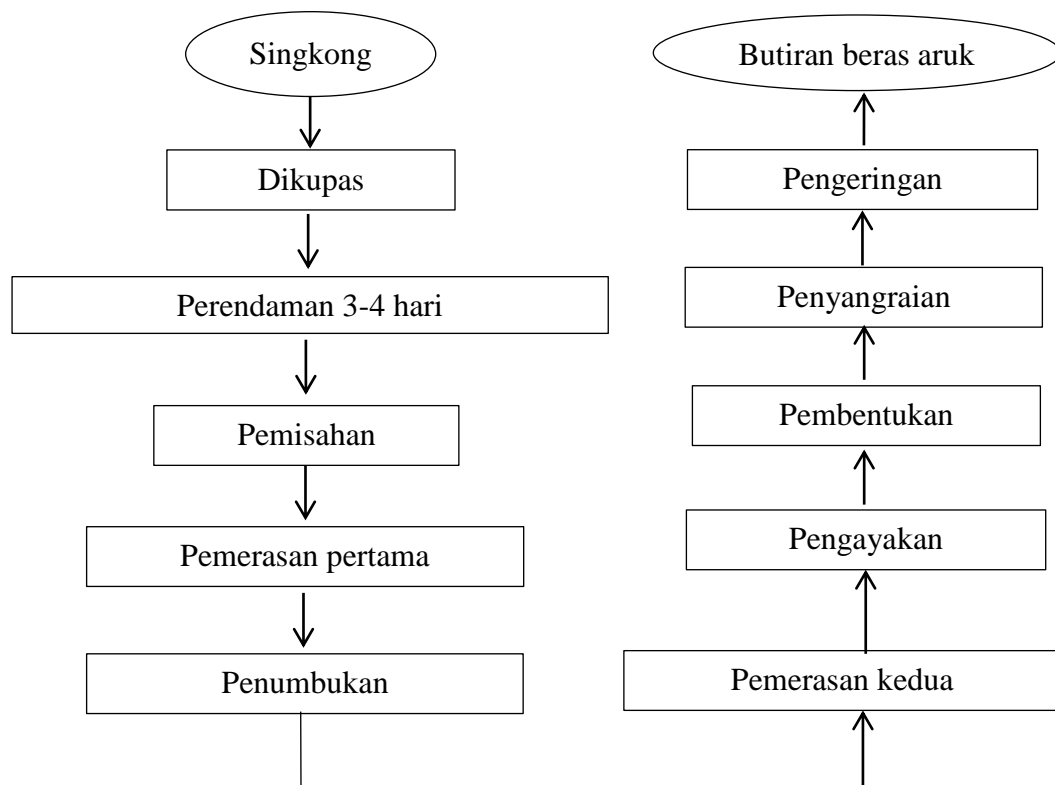 Singkong
Dikupas
Perendaman 3-4 hari
Pemisahan
Pemerasan pertama
Penumbukan
Pemerasan kedua
Pengayakan
Pembentukan
Penyangraian
Pengeringan
Butiran beras aruk